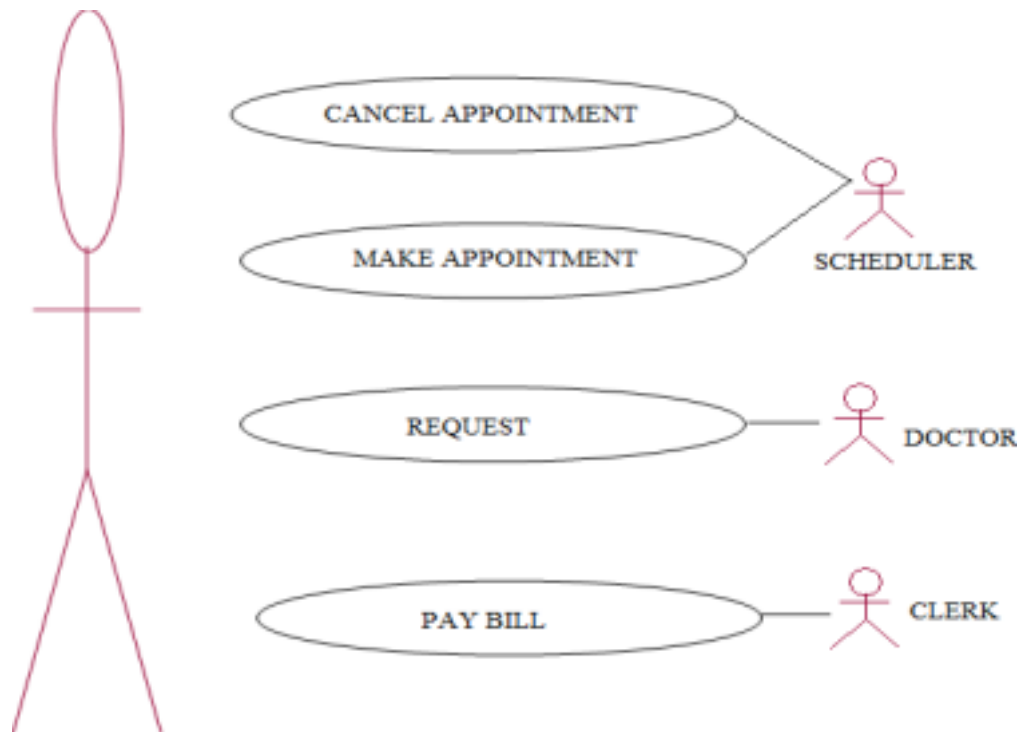 CANCEL APPOINTMENT
MAKE APPOINTMENT
SCHEDULER
REQUEST
DOCTOR
PAY BILL
CLERK